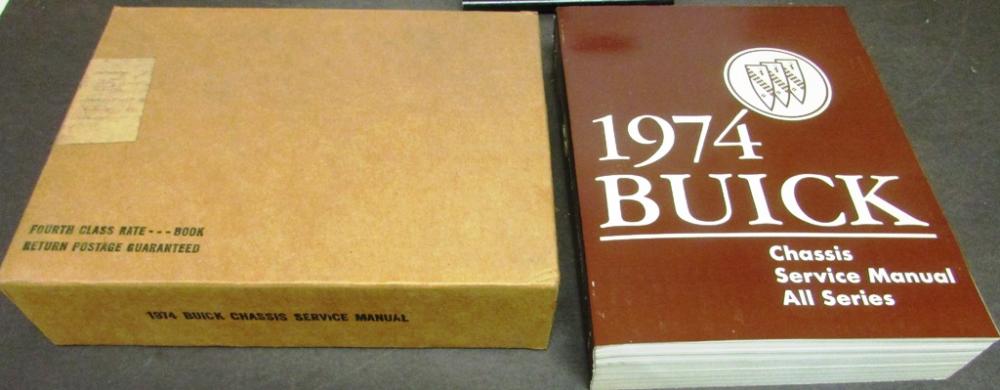 FOURTH CLASS RATE---BOOK
RETURN POSTAGE GUARANTEED
1974 BUICK CHASSIS SERVICE MANUAL
1974
BUICK
Chassis
Service Manual
All Series